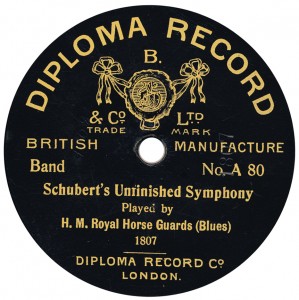 DIPLOMA RECORD
B.
& Co LTD
TRADE MARK
BRITISH MANUFACTURE
Band No. A 80
Schubert's Unfinished Symphony
Played by
H. M. Royal Horse Guards (Blues)
1807
DIPLOMA RECORD Co
LONDON.